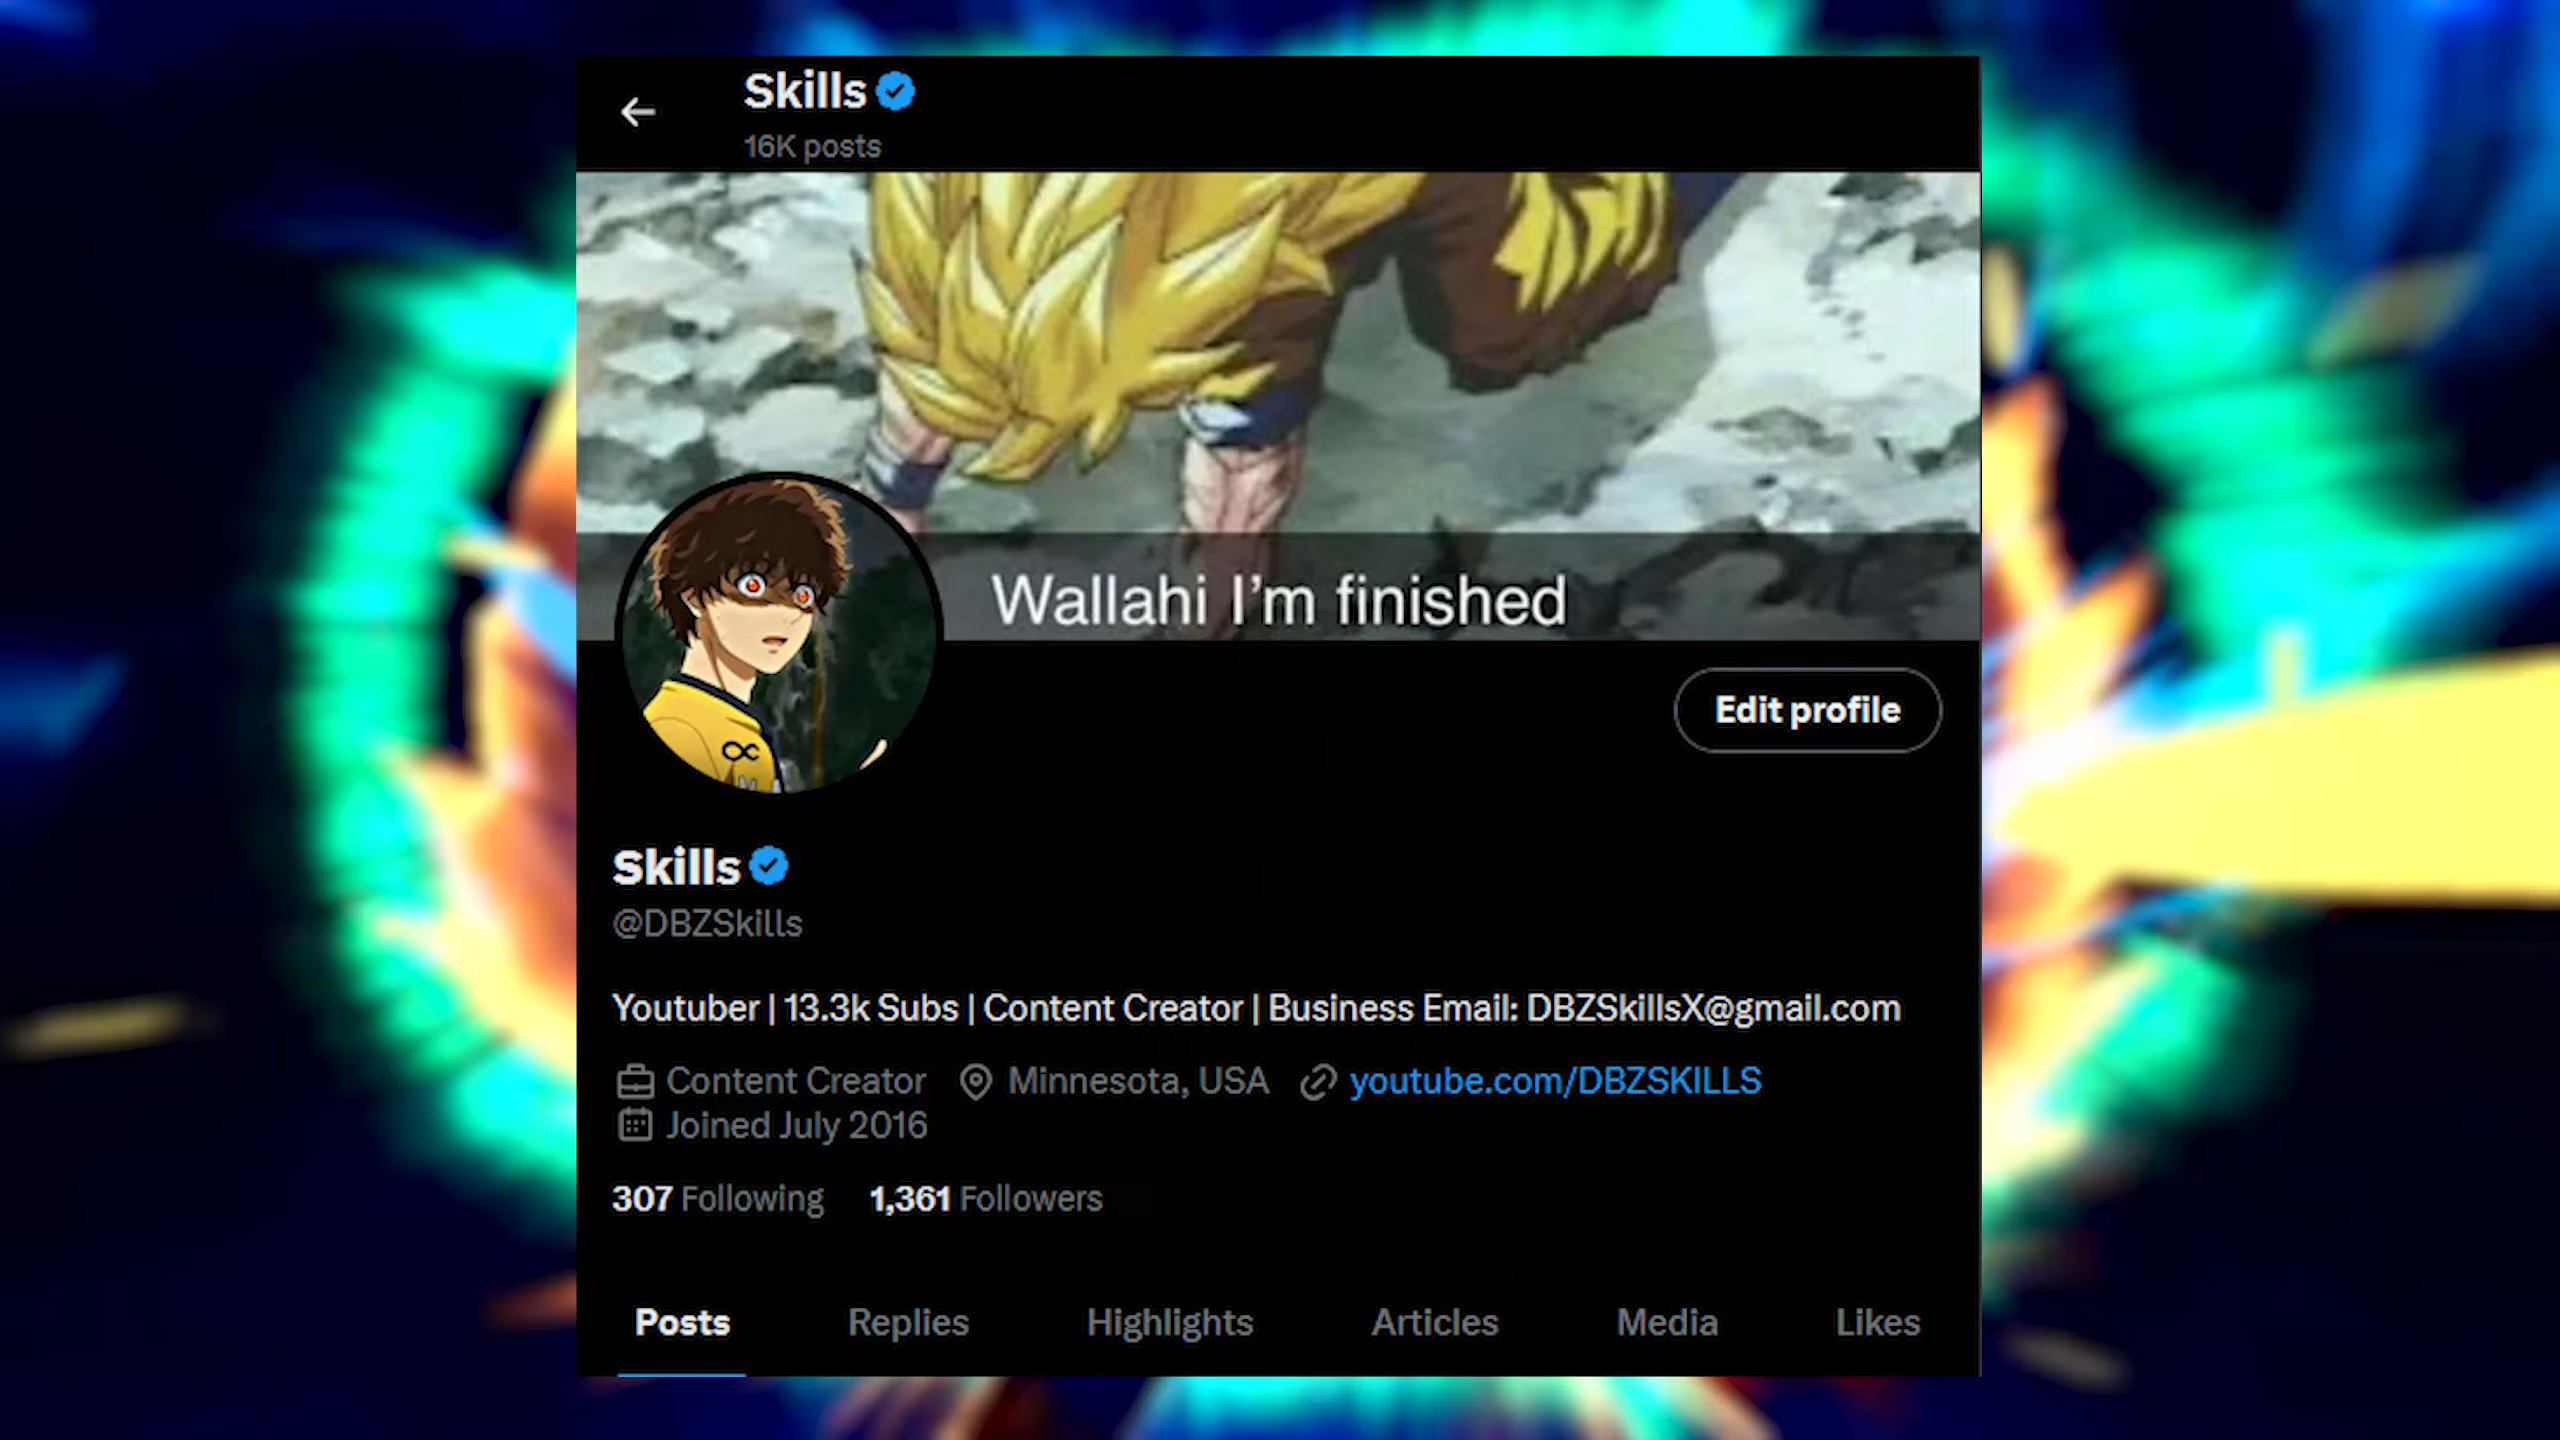 Skills
16K posts
Wallahi I'm finished
Edit profile
Skills
@DBZSkills
Youtuber | 13.3k Subs | Content Creator | Business Email: DBZSkillsX@gmail.com
Content Creator Minnesota, USA youtube.com/DBZSKILLS
Joined July 2016
307 Following 1,361 Followers
Posts Replies Highlights Articles Media Likes